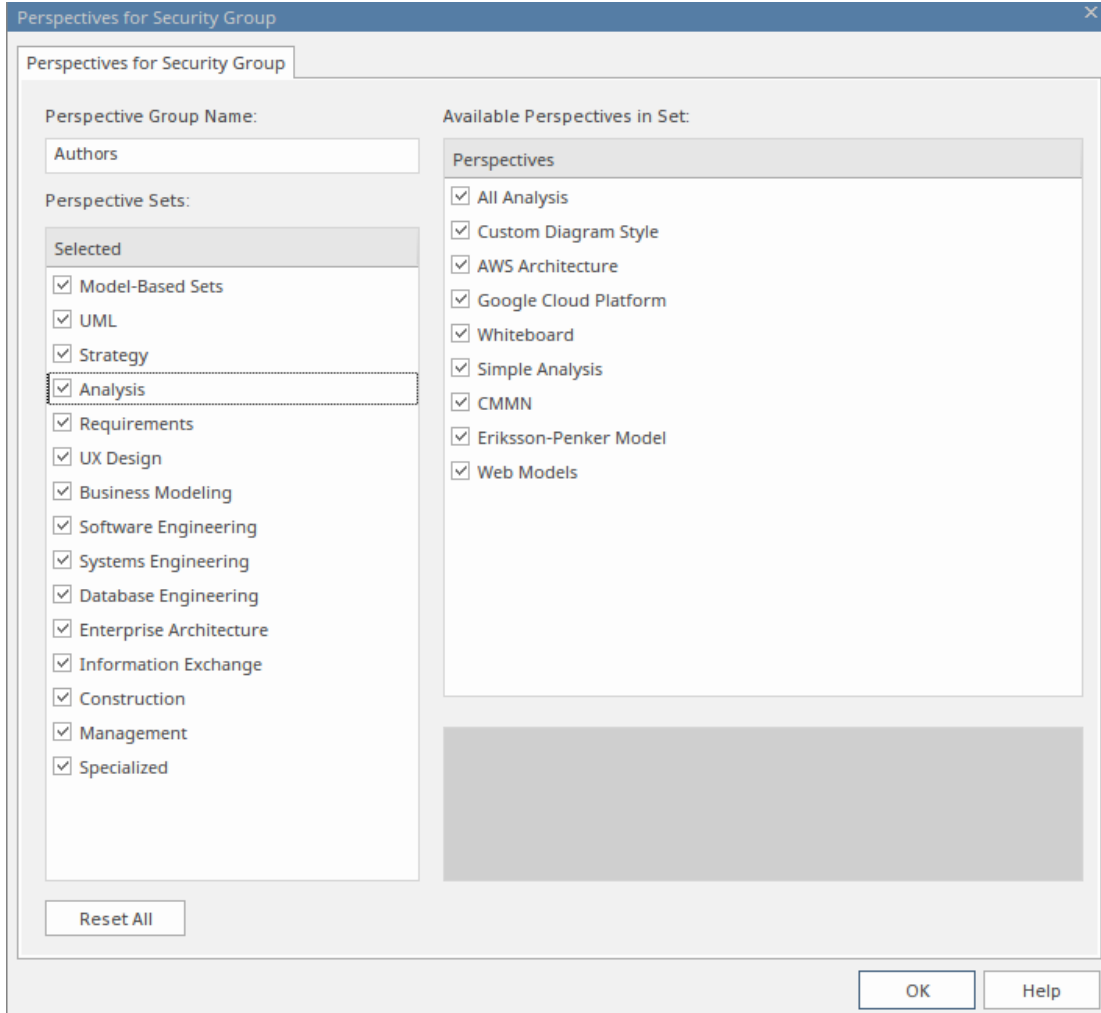 Perspectives for Security Group
Perspectives for Security Group
Perspective Group Name:
Authors
Perspective Sets:
Selected
Model-Based Sets
UML
Strategy
Analysis
Requirements
UX Design
Business Modeling
Software Engineering
Systems Engineering
Database Engineering
Enterprise Architecture
Information Exchange
Construction
Management
Specialized
Reset All
Available Perspectives in Set:
Perspectives
All Analysis
Custom Diagram Style
AWS Architecture
Google Cloud Platform
Whiteboard
Simple Analysis
CMMN
Eriksson-Penker Model
Web Models
OK
Help